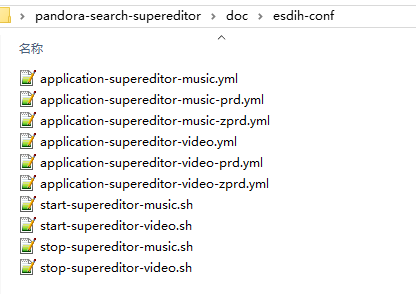 pandora-search-supereditor > doc > esdih-conf
名称
application-supereditor-music.yml
application-supereditor-music-prd.yml
application-supereditor-music-zprd.yml
application-supereditor-video.yml
application-supereditor-video-prd.yml
application-supereditor-video-zprd.yml
start-supereditor-music.sh
start-supereditor-video.sh
stop-supereditor-music.sh
stop-supereditor-video.sh